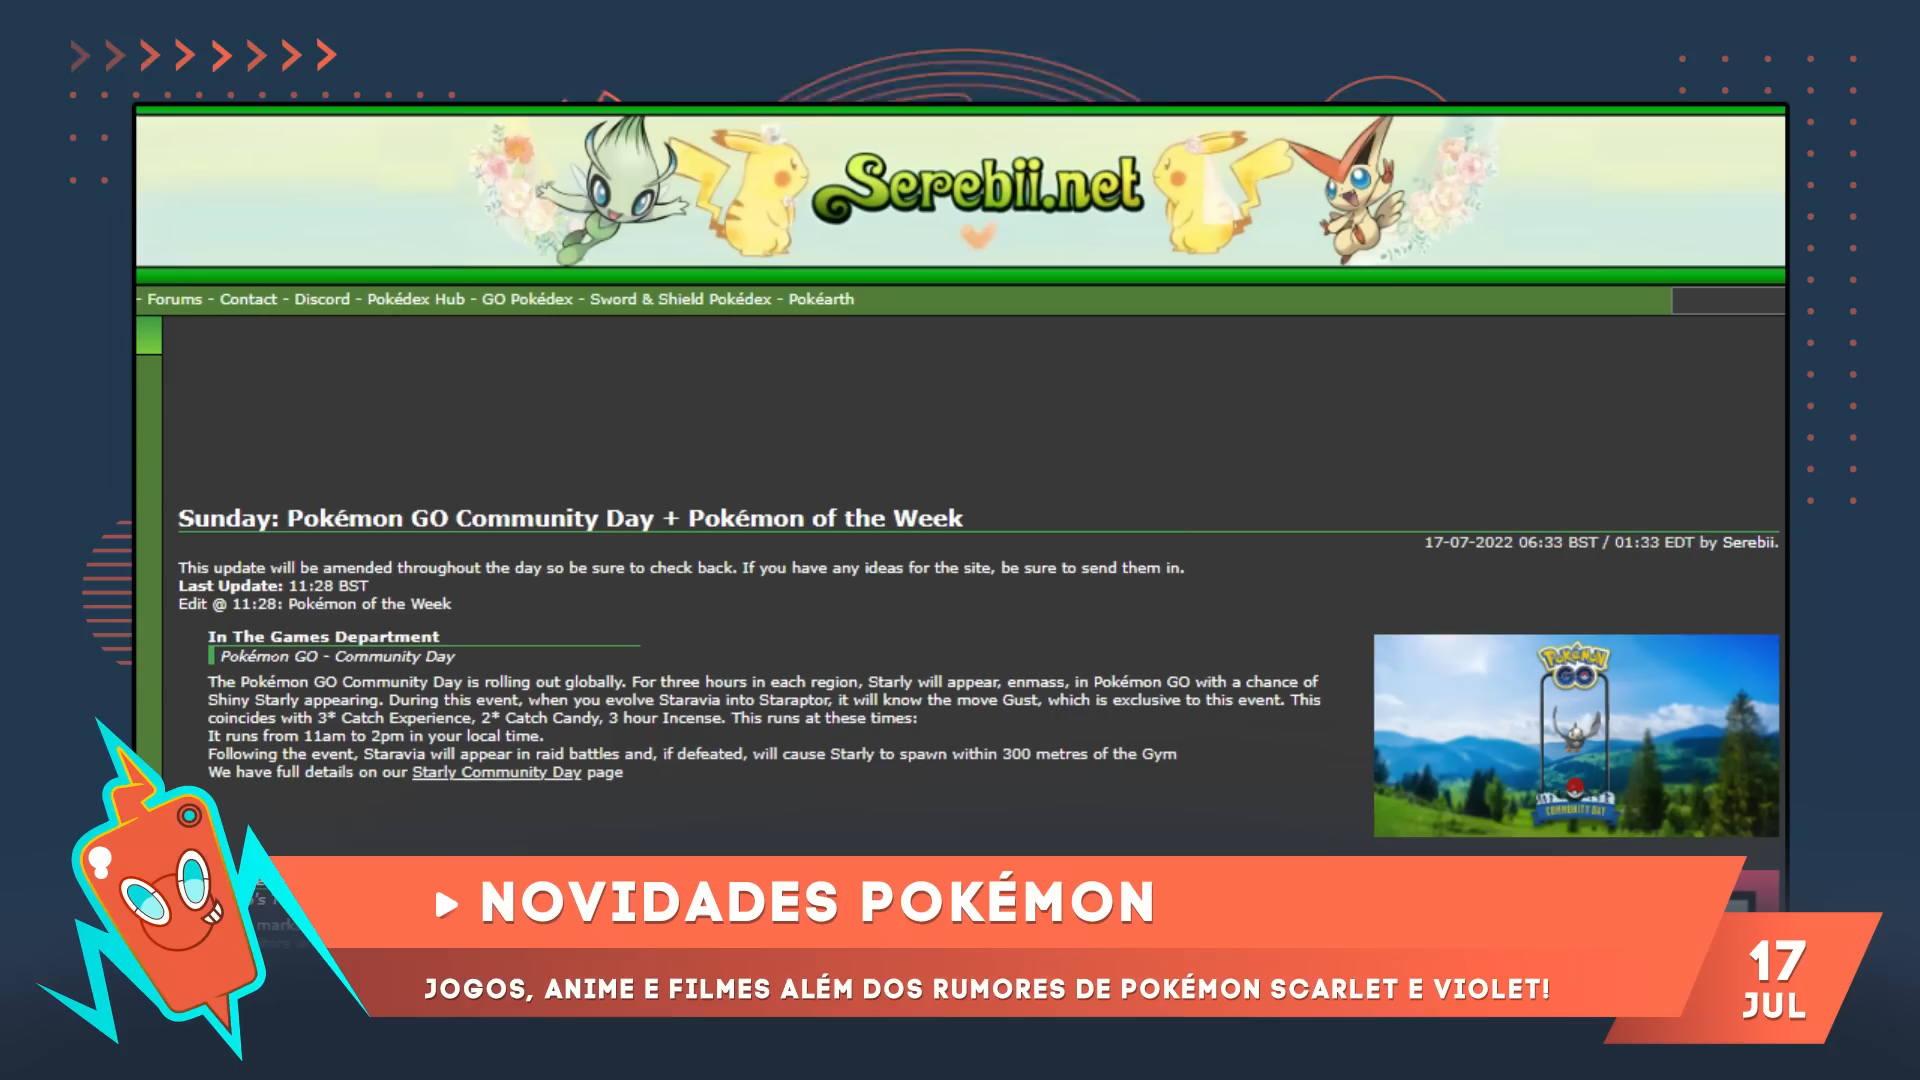 Serebii.net
- Forums - Contact - Discord - Pokédex Hub - GO Pokédex - Sword & Shield Pokédex - Pokéarth
Sunday: Pokémon GO Community Day + Pokémon of the Week
17-07-2022 06:33 BST / 01:33 EDT by Serebii.
This update will be amended throughout the day so be sure to check back. If you have any ideas for the site, be sure to send them in.
Last Update: 11:28 BST
Edit @ 11:28: Pokémon of the Week
In The Games Department
Pokémon GO - Community Day
The Pokémon GO Community Day is rolling out globally. For three hours in each region, Starly will appear, enmass, in Pokémon GO with a chance of
Shiny Starly appearing. During this event, when you evolve Staravia into Staraptor, it will know the move Gust, which is exclusive to this event. This
coincides with 3* Catch Experience, 2* Catch Candy, 3 hour Incense. This runs at these times:
It runs from 11am to 2pm in your local time.
Following the event, Staravia will appear in raid battles and, if defeated, will cause Starly to spawn within 300 metres of the Gym
We have full details on our Starly Community Day page
Pokémon
GO
COMMUNITY DAY
NOVIDADES POKÉMON
JOGOS, ANIME E FILMES ALÉM DOS RUMORES DE POKÉMON SCARLET E VIOLET!
17
JUL